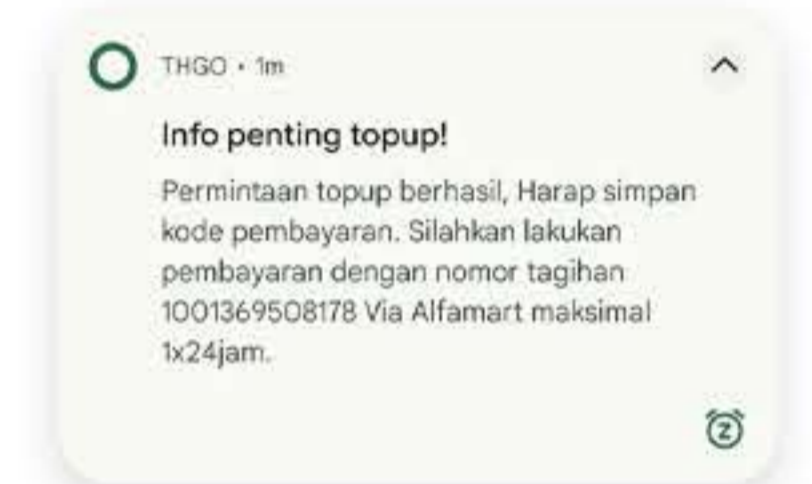 THGO • 1m
Info penting topup!
Permintaan topup berhasil, Harap simpan
kode pembayaran. Silahkan lakukan
pembayaran dengan nomor tagihan
1001369508178 Via Alfamart maksimal
1x24jam.
Z